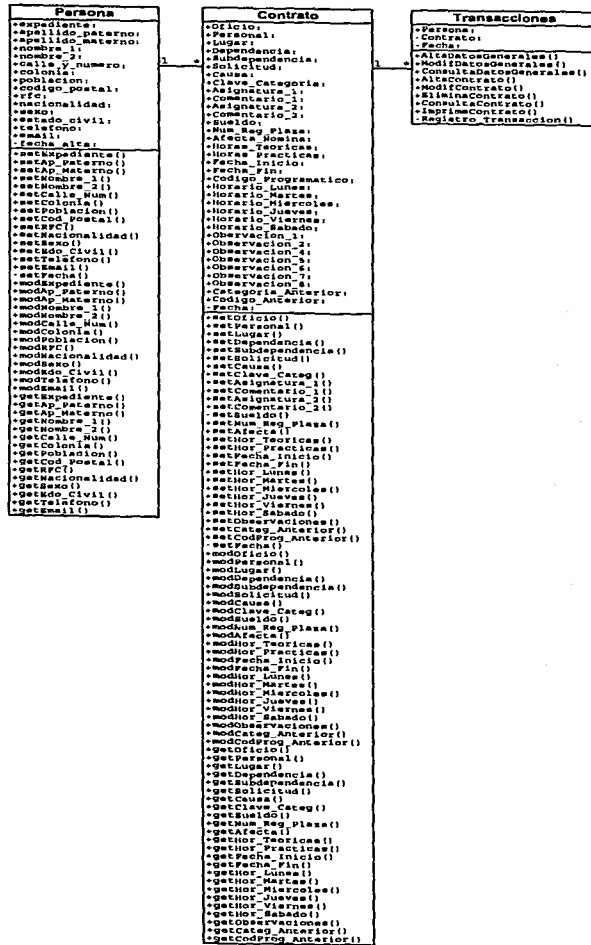 Persona
+expediente:
+apellido_paterno:
+apellido_materno:
+nombre_1:
+nombre_2:
+calle_y_numero:
+colonia:
+poblacion:
+codigo_postal:
+rfc:
+nacionalidad:
+sexo:
+estado_civil:
+telefono:
+email:
-fecha_alta:
+setExpediente()
+setAp_Paterno()
+setAp_Materno()
+setNombre_1()
+setNombre_2()
+setCalle_Num()
+setColonia()
+setPoblacion()
+setCod_Postal()
+setRFC()
+setNacionalidad()
+setSexo()
+setEdo_Civil()
+setTelefono()
+setEmail()
-setFecha()
+modExpediente()
+modAp_Paterno()
+modAp_Materno()
+modNombre_1()
+modNombre_2()
+modCalle_Num()
+modColonia()
+modPoblacion()
+modRFC()
+modNacionalidad()
+modSexo()
+modEdo_Civil()
+modTelefono()
+modEmail()
+getExpediente()
+getAp_Paterno()
+getAp_Materno()
+getNombre_1()
+getNombre_2()
+getCalle_Num()
+getColonia()
+getPoblacion()
+getCod_Postal()
+getRFC()
+getNacionalidad()
+getSexo()
+getEdo_Civil()
+getTelefono()
+getEmail()
1
*
Contrato
+Oficio:
+Personal:
+Lugar:
+Dependencia:
+Subdependencia:
+Solicitud:
+Causa:
+Clave_Categoria:
+Asignatura_1:
+Comentario_1:
+Asignatura_2:
+Comentario_2:
+Sueldo:
+Num_Reg_Plaza:
+Afecta_Nomina:
+Horas_Teoricas:
+Horas_Practicas:
+Fecha_Inicio:
+Fecha_Fin:
+Codigo_Programatico:
+Horario_Lunes:
+Horario_Martes:
+Horario_Miercoles:
+Horario_Jueves:
+Horario_Viernes:
+Horario_Sabado:
+Observacion_1:
+Observacion_2:
+Observacion_4:
+Observacion_5:
+Observacion_6:
+Observacion_7:
+Observacion_8:
+Categoria_Anterior:
+Codigo_Anterior:
-Fecha:
+setOficio()
+setPersonal()
+setLugar()
+setDependencia()
+setSubdependencia()
+setSolicitud()
+setCausa()
+setClave_Categ()
+setAsignatura_1()
+setComentario_1()
+setAsignatura_2()
+setComentario_2()
+setSueldo()
+setNum_Reg_Plaza()
+setAfecta()
+setHor_Teoricas()
+setHor_Practicas()
+setFecha_Inicio()
+setFecha_Fin()
+setHor_Lunes()
+setHor_Martes()
+setHor_Miercoles()
+setHor_Jueves()
+setHor_Viernes()
+setHor_Sabado()
+setObservaciones()
+setCateg_Anterior()
+setCodProg_Anterior()
-setFecha()
+modOficio()
+modPersonal()
+modLugar()
+modDependencia()
+modSubdependencia()
+modSolicitud()
+modCausa()
+modClave_Categ()
+modSueldo()
+modNum_Reg_Plaza()
+modAfecta()
+modHor_Teoricas()
+modHor_Practicas()
+modFecha_Inicio()
+modFecha_Fin()
+modHor_Lunes()
+modHor_Martes()
+modHor_Miercoles()
+modHor_Jueves()
+modHor_Viernes()
+modHor_Sabado()
+modObservaciones()
+modCateg_Anterior()
+modCodProg_Anterior()
+getOficio()
+getPersonal()
+getLugar()
+getDependencia()
+getSubdependencia()
+getSolicitud()
+getCausa()
+getClave_Categ()
+getSueldo()
+getNum_Reg_Plaza()
+getAfecta()
+getHor_Teoricas()
+getHor_Practicas()
+getFecha_Inicio()
+getFecha_Fin()
+getHor_Lunes()
+getHor_Martes()
+getHor_Miercoles()
+getHor_Jueves()
+getHor_Viernes()
+getHor_Sabado()
+getObservaciones()
+getCateg_Anterior()
+getCodProg_Anterior()
1
*
Transacciones
+Persona:
-Contrato:
-Fecha:
+AltaDatosGenerales()
+ModifDatosGenerales()
+ConsultaDatosGenerales()
+AltaContrato()
+ModifContrato()
+EliminaContrato()
+ConsultaContrato()
+ImprimeContrato()
-Registro_Transaccion()